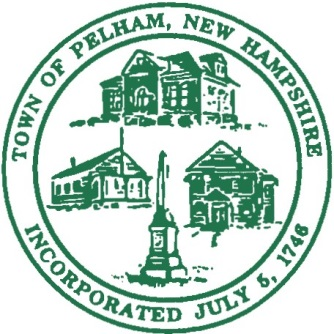 TOWN OF PELHAM, NEW HAMPSHIRE
INCORPORATED JULY 5, 1746